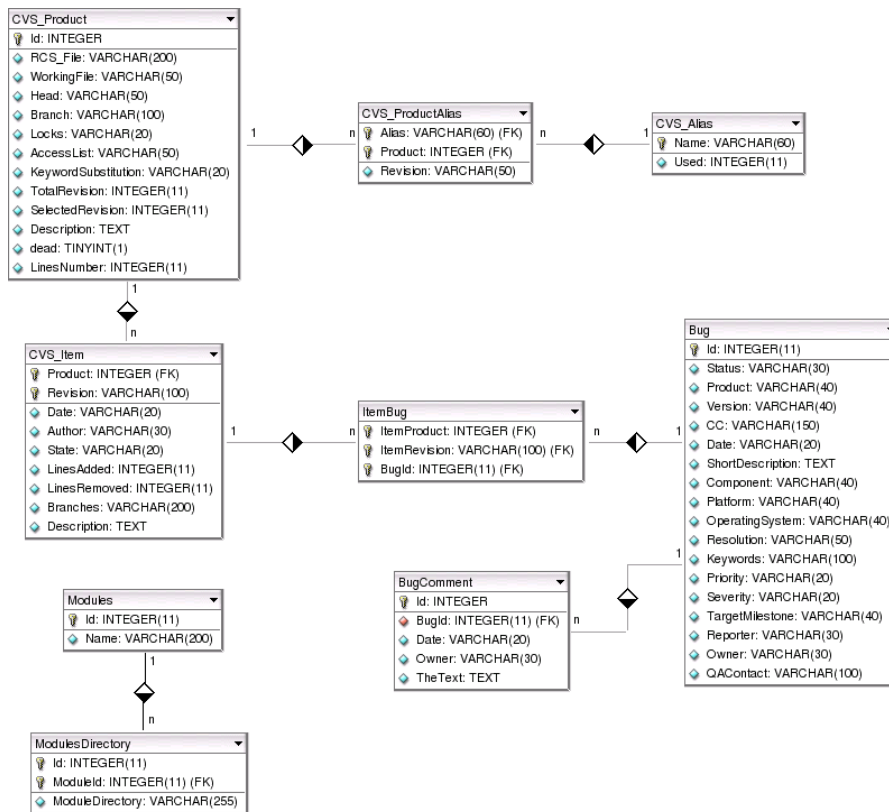 CVS_Product
Id: INTEGER
RCS_File: VARCHAR(200)
WorkingFile: VARCHAR(50)
Head: VARCHAR(50)
Branch: VARCHAR(100)
Locks: VARCHAR(20)
AccessList: VARCHAR(50)
KeywordSubstitution: VARCHAR(20)
TotalRevision: INTEGER(11)
SelectedRevision: INTEGER(11)
Description: TEXT
dead: TINYINT(1)
LinesNumber: INTEGER(11)
1
n
CVS_ProductAlias
Alias: VARCHAR(60) (FK)
Product: INTEGER (FK)
Revision: VARCHAR(50)
n
1
CVS_Alias
Name: VARCHAR(60)
Used: INTEGER(11)
1
n
CVS_Item
Product: INTEGER (FK)
Revision: VARCHAR(100)
Date: VARCHAR(20)
Author: VARCHAR(30)
State: VARCHAR(20)
LinesAdded: INTEGER(11)
LinesRemoved: INTEGER(11)
Branches: VARCHAR(200)
Description: TEXT
1
n
ItemBug
ItemProduct: INTEGER (FK)
ItemRevision: VARCHAR(100) (FK)
BugId: INTEGER(11) (FK)
n
1
Bug
Id: INTEGER(11)
Status: VARCHAR(30)
Product: VARCHAR(40)
Version: VARCHAR(40)
CC: VARCHAR(150)
Date: VARCHAR(20)
ShortDescription: TEXT
Component: VARCHAR(40)
Platform: VARCHAR(40)
OperatingSystem: VARCHAR(40)
Resolution: VARCHAR(50)
Keywords: VARCHAR(100)
Priority: VARCHAR(20)
Severity: VARCHAR(20)
TargetMilestone: VARCHAR(40)
Reporter: VARCHAR(30)
Owner: VARCHAR(30)
QAContact: VARCHAR(100)
1
n
BugComment
Id: INTEGER
BugId: INTEGER(11) (FK)
Date: VARCHAR(20)
Owner: VARCHAR(30)
TheText: TEXT
Modules
Id: INTEGER(11)
Name: VARCHAR(200)
1
n
ModulesDirectory
Id: INTEGER(11)
ModuleId: INTEGER(11) (FK)
ModuleDirectory: VARCHAR(255)